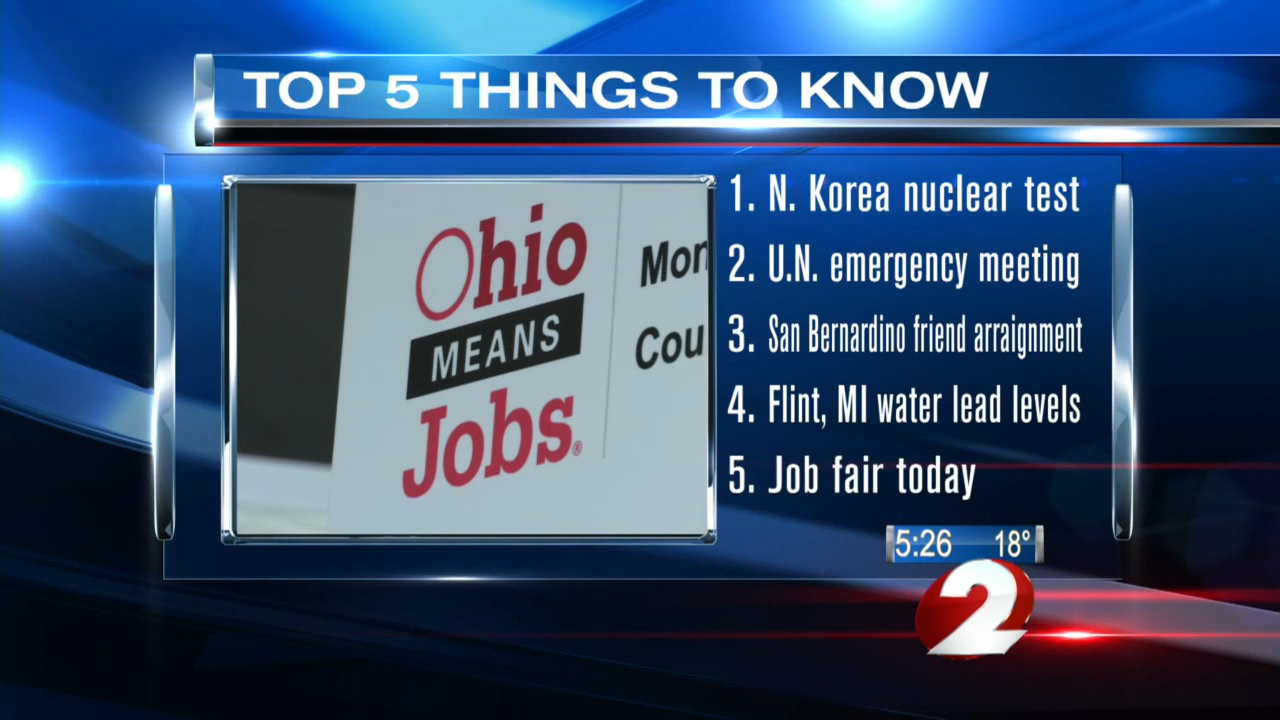 TOP 5 THINGS TO KNOW
Ohio
MEANS
Jobs®
Mon
Cou
1. N. Korea nuclear test
2. U.N. emergency meeting
3. San Bernardino friend arraignment
4. Flint, MI water lead levels
5. Job fair today
5:26 18°
2